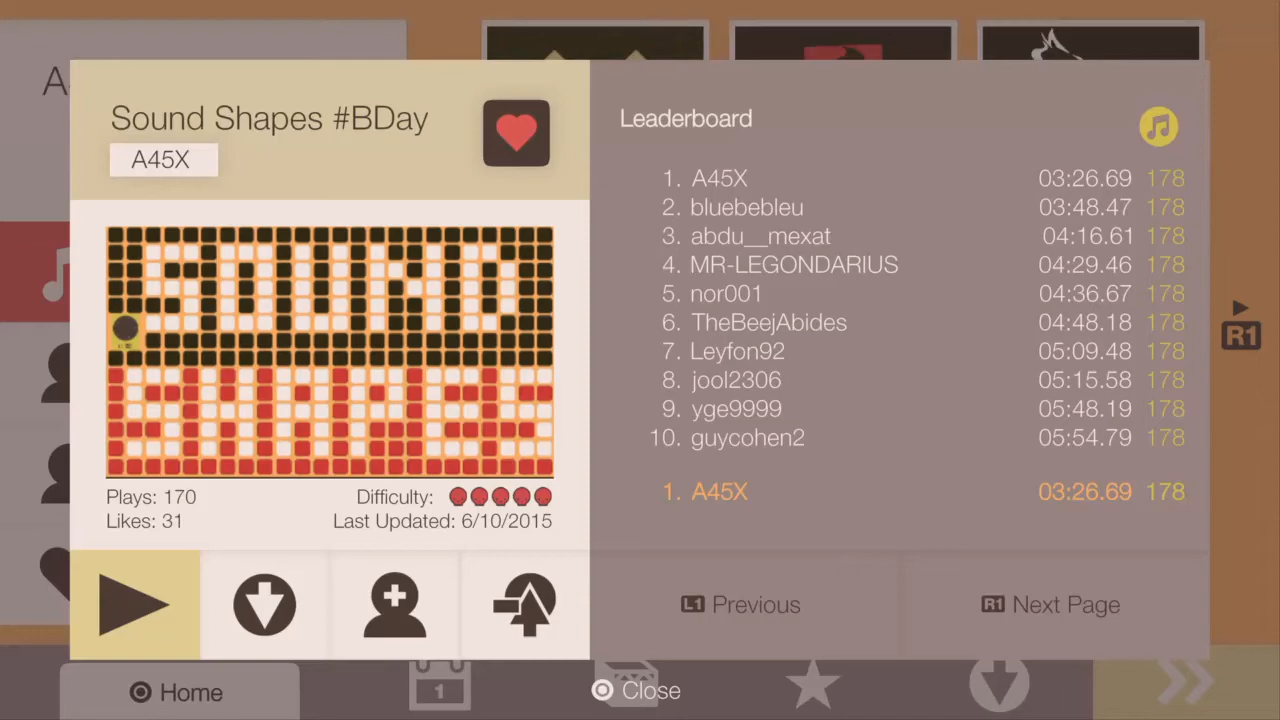 A
Sound Shapes #BDay
A45X
SOUND
SHAPES
Plays: 170
Difficulty:
Likes: 31
Last Updated: 6/10/2015
Leaderboard
1. A45X 03:26.69 178
2. bluebebleu 03:48.47 178
3. abdu__mexat 04:16.61 178
4. MR-LEGONDARIUS 04:29.46 178
5. nor001 04:36.67 178
6. TheBeejAbides 04:48.18 178
7. Leyfon92 05:09.48 178
8. jool2306 05:15.58 178
9. yge9999 05:48.19 178
10. guycohen2 05:54.79 178
1. A45X 03:26.69 178
L1 Previous
R1 Next Page
R1
Home
1
Close